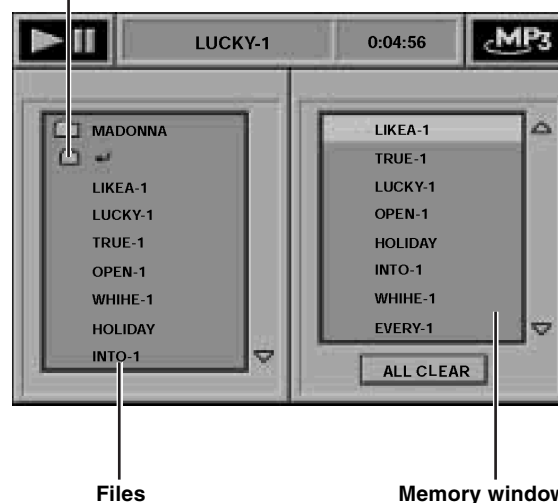 LUCKY-1
0:04:56
MP3
MADONNA
LIKEA-1
LUCKY-1
TRUE-1
OPEN-1
WHIHE-1
HOLIDAY
INTO-1
LIKEA-1
TRUE-1
LUCKY-1
OPEN-1
HOLIDAY
INTO-1
WHIHE-1
EVERY-1
ALL CLEAR
Files
Memory window